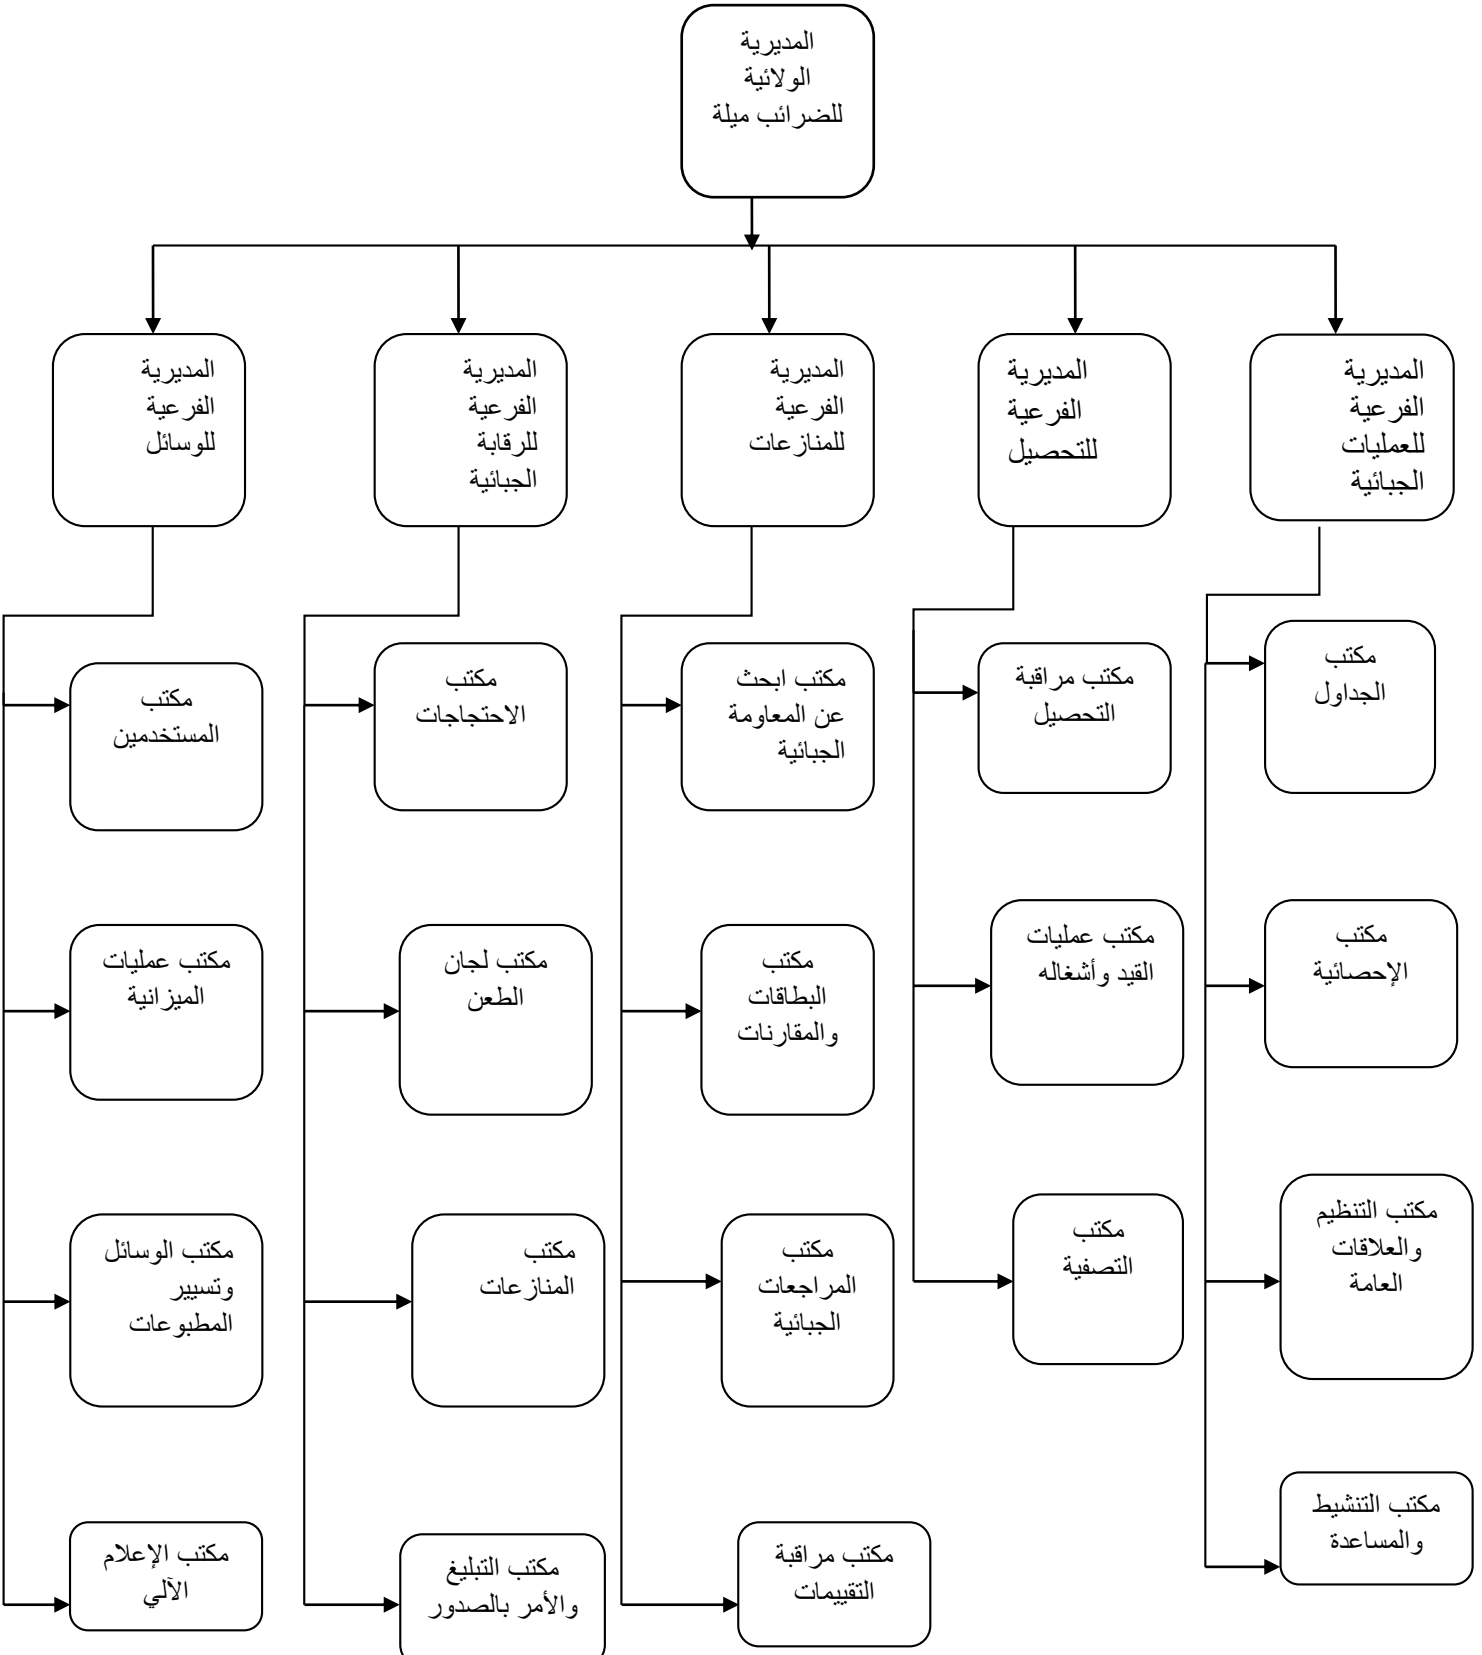 المديرية
الولائية
للضرائب ميلة
المديرية
الفرعية
للعمليات
الجبائية
المديرية
الفرعية
للتحصيل
المديرية
الفرعية
للمنازعات
المديرية
الفرعية
للرقابة
الجبائية
المديرية
الفرعية
للوسائل
مكتب
الجداول
مكتب
الإحصائية
مكتب التنظيم
والعلاقات
العامة
مكتب التنشيط
والمساعدة
مكتب مراقبة
التحصيل
مكتب عمليات
القيد وأشغاله
مكتب
التصفية
مكتب ابحث
عن المعاومة
الجبائية
مكتب
البطاقات
والمقارنات
مكتب
المراجعات
الجبائية
مكتب مراقبة
التقييمات
مكتب
الاحتجاجات
مكتب لجان
الطعن
مكتب
المنازعات
مكتب التبليغ
والأمر بالصدور
مكتب
المستخدمين
مكتب عمليات
الميزانية
مكتب الوسائل
وتسيير
المطبوعات
مكتب الإعلام
الآلي